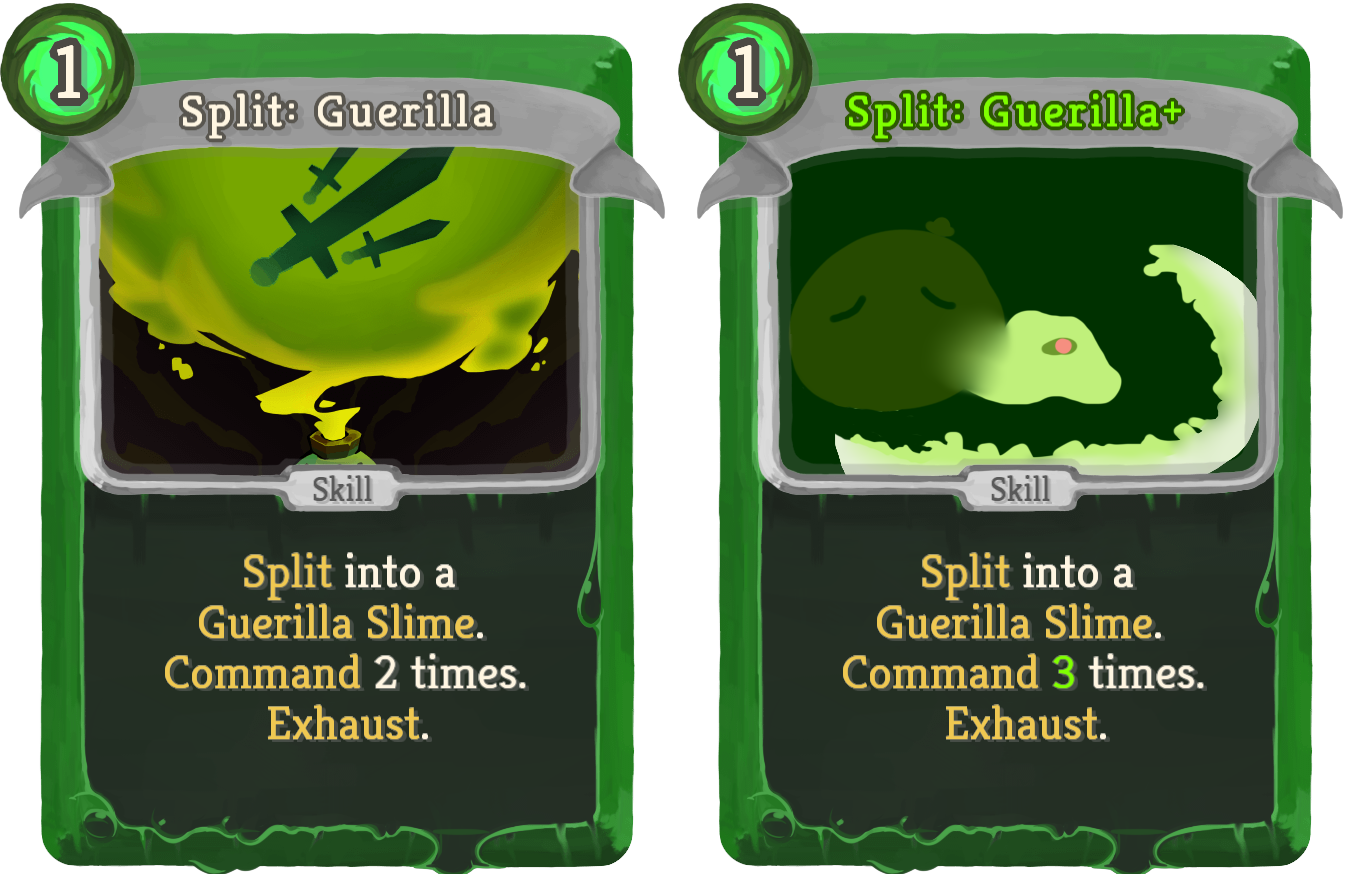 1
Split: Guerilla
Skill
Split into a
Guerilla Slime.
Command 2 times.
Exhaust.
1
Split: Guerilla+
Skill
Split into a
Guerilla Slime.
Command 3 times.
Exhaust.